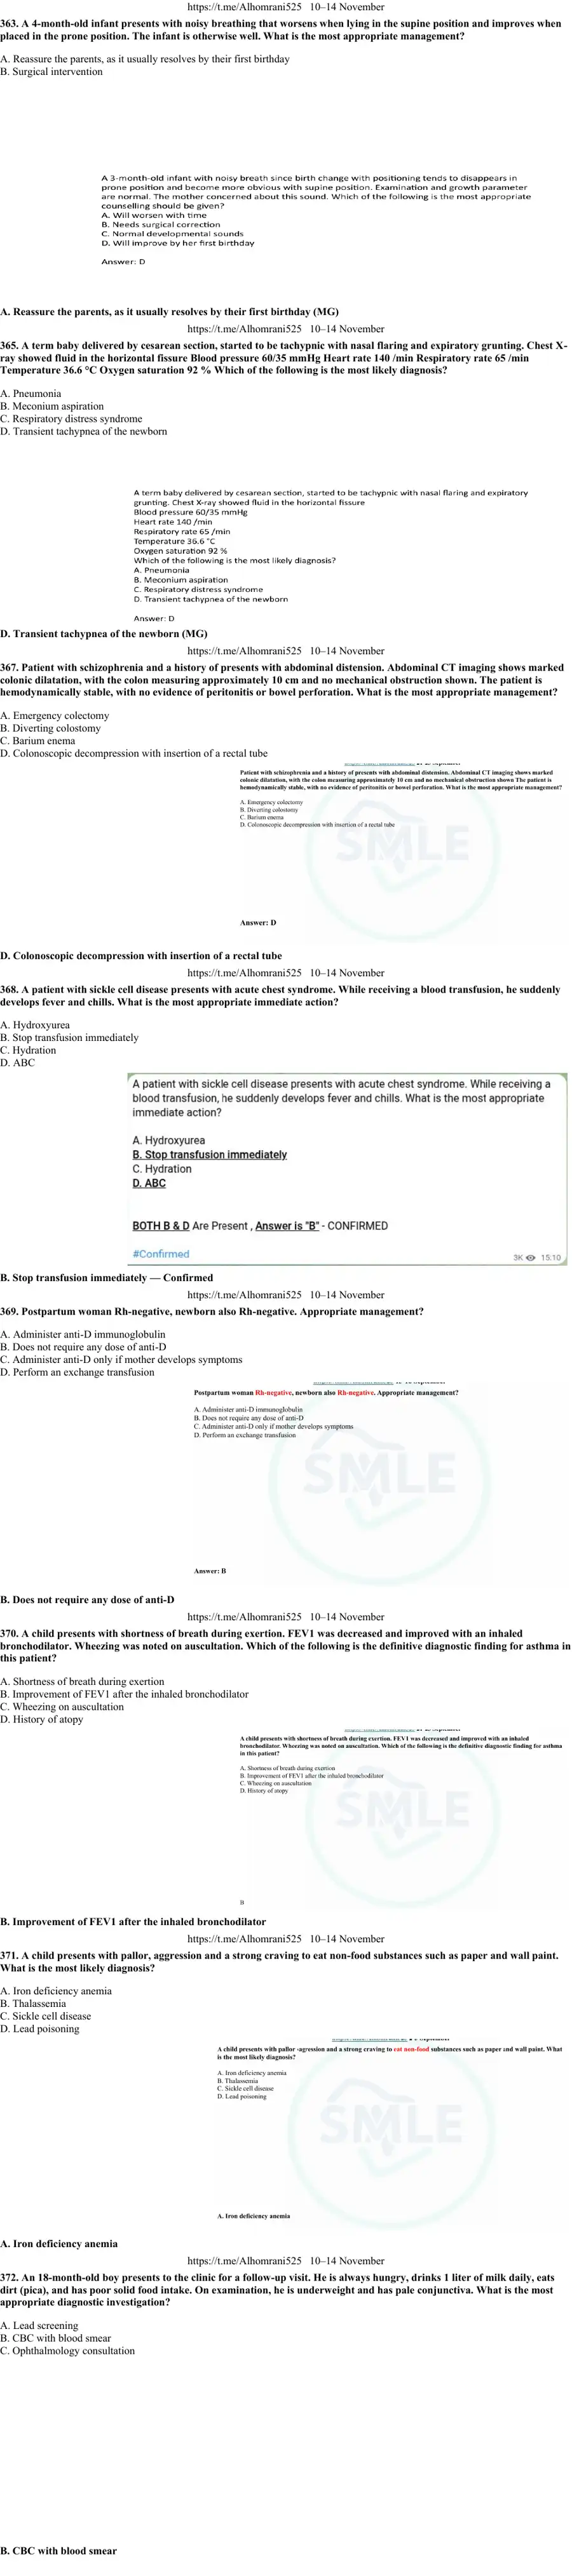 https://t.me/Alhomrani525 10–14 November
363. A 4-month-old infant presents with noisy breathing that worsens when lying in the supine position and improves when
placed in the prone position. The infant is otherwise well. What is the most appropriate management?
A. Reassure the parents, as it usually resolves by their first birthday
B. Surgical intervention
A 3-month-old infant with noisy breath since birth change with positioning tends to disappears in
prone position and become more obvious with supine position. Examination and growth parameter
are normal. The mother concerned about this sound. Which of the following is the most appropriate
counselling should be given?
A. Will worsen with time
B. Needs surgical correction
C. Normal developmental sounds
D. Will improve by her first birthday
Answer: D
A. Reassure the parents, as it usually resolves by their first birthday (MG)
https://t.me/Alhomrani525 10–14 November
365. A term baby delivered by cesarean section, started to be tachypnic with nasal flaring and expiratory grunting. Chest X-
ray showed fluid in the horizontal fissure Blood pressure 60/35 mmHg Heart rate 140 /min Respiratory rate 65 /min
Temperature 36.6 °C Oxygen saturation 92 % Which of the following is the most likely diagnosis?
A. Pneumonia
B. Meconium aspiration
C. Respiratory distress syndrome
D. Transient tachypnea of the newborn
A term baby delivered by cesarean section, started to be tachypnic with nasal flaring and expiratory
grunting. Chest X-ray showed fluid in the horizontal fissure
Blood pressure 60/35 mmHg
Heart rate 140 /min
Respiratory rate 65 /min
Temperature 36.6 °C
Oxygen saturation 92 %
Which of the following is the most likely diagnosis?
A. Pneumonia
B. Meconium aspiration
C. Respiratory distress syndrome
D. Transient tachypnea of the newborn
Answer: D
D. Transient tachypnea of the newborn (MG)
https://t.me/Alhomrani525 10–14 November
367. Patient with schizophrenia and a history of presents with abdominal distension. Abdominal CT imaging shows marked
colonic dilatation, with the colon measuring approximately 10 cm and no mechanical obstruction shown. The patient is
hemodynamically stable, with no evidence of peritonitis or bowel perforation. What is the most appropriate management?
A. Emergency colectomy
B. Diverting colostomy
C. Barium enema
D. Colonoscopic decompression with insertion of a rectal tube
Patient with schizophrenia and a history of presents with abdominal distension. Abdominal CT imaging shows marked
colonic dilatation, with the colon measuring approximately 10 cm and no mechanical obstruction shown The patient is
hemodynamically stable, with no evidence of peritonitis or bowel perforation. What is the most appropriate management?
A. Emergency colectomy
B. Diverting colostomy
C. Barium enema
D. Colonoscopic decompression with insertion of a rectal tube
SMLE
Answer: D
D. Colonoscopic decompression with insertion of a rectal tube
https://t.me/Alhomrani525 10–14 November
368. A patient with sickle cell disease presents with acute chest syndrome. While receiving a blood transfusion, he suddenly
develops fever and chills. What is the most appropriate immediate action?
A. Hydroxyurea
B. Stop transfusion immediately
C. Hydration
D. ABC
A patient with sickle cell disease presents with acute chest syndrome. While receiving a
blood transfusion, he suddenly develops fever and chills. What is the most appropriate
immediate action?
A. Hydroxyurea
B. Stop transfusion immediately
C. Hydration
D. ABC
BOTH B & D Are Present , Answer is "B" - CONFIRMED
#Confirmed
3K 15:10
B. Stop transfusion immediately — Confirmed
https://t.me/Alhomrani525 10–14 November
369. Postpartum woman Rh-negative, newborn also Rh-negative. Appropriate management?
A. Administer anti-D immunoglobulin
B. Does not require any dose of anti-D
C. Administer anti-D only if mother develops symptoms
D. Perform an exchange transfusion
Postpartum woman Rh-negative, newborn also Rh-negative. Appropriate management?
A. Administer anti-D immunoglobulin
B. Does not require any dose of anti-D
C. Administer anti-D only if mother develops symptoms
D. Perform an exchange transfusion
SMLE
Answer: B
B. Does not require any dose of anti-D
https://t.me/Alhomrani525 10–14 November
370. A child presents with shortness of breath during exertion. FEV1 was decreased and improved with an inhaled
bronchodilator. Wheezing was noted on auscultation. Which of the following is the definitive diagnostic finding for asthma in
this patient?
A. Shortness of breath during exertion
B. Improvement of FEV1 after the inhaled bronchodilator
C. Wheezing on auscultation
D. History of atopy
A child presents with shortness of breath during exertion. FEV1 was decreased and improved with an inhaled
bronchodilator. Wheezing was noted on auscultation. Which of the following is the definitive diagnostic finding for asthma
in this patient?
A. Shortness of breath during exertion
B. Improvement of FEV1 after the inhaled bronchodilator
C. Wheezing on auscultation
D. History of atopy
SMLE
B
B. Improvement of FEV1 after the inhaled bronchodilator
https://t.me/Alhomrani525 10–14 November
371. A child presents with pallor, aggression and a strong craving to eat non-food substances such as paper and wall paint.
What is the most likely diagnosis?
A. Iron deficiency anemia
B. Thalassemia
C. Sickle cell disease
D. Lead poisoning
A child presents with pallor -agression and a strong craving to eat non-food substances such as paper and wall paint. What
is the most likely diagnosis?
A. Iron deficiency anemia
B. Thalassemia
C. Sickle cell disease
D. Lead poisoning
SMLE
A. Iron deficiency anemia
A. Iron deficiency anemia
https://t.me/Alhomrani525 10–14 November
372. An 18-month-old boy presents to the clinic for a follow-up visit. He is always hungry, drinks 1 liter of milk daily, eats
dirt (pica), and has poor solid food intake. On examination, he is underweight and has pale conjunctiva. What is the most
appropriate diagnostic investigation?
A. Lead screening
B. CBC with blood smear
C. Ophthalmology consultation
B. CBC with blood smear